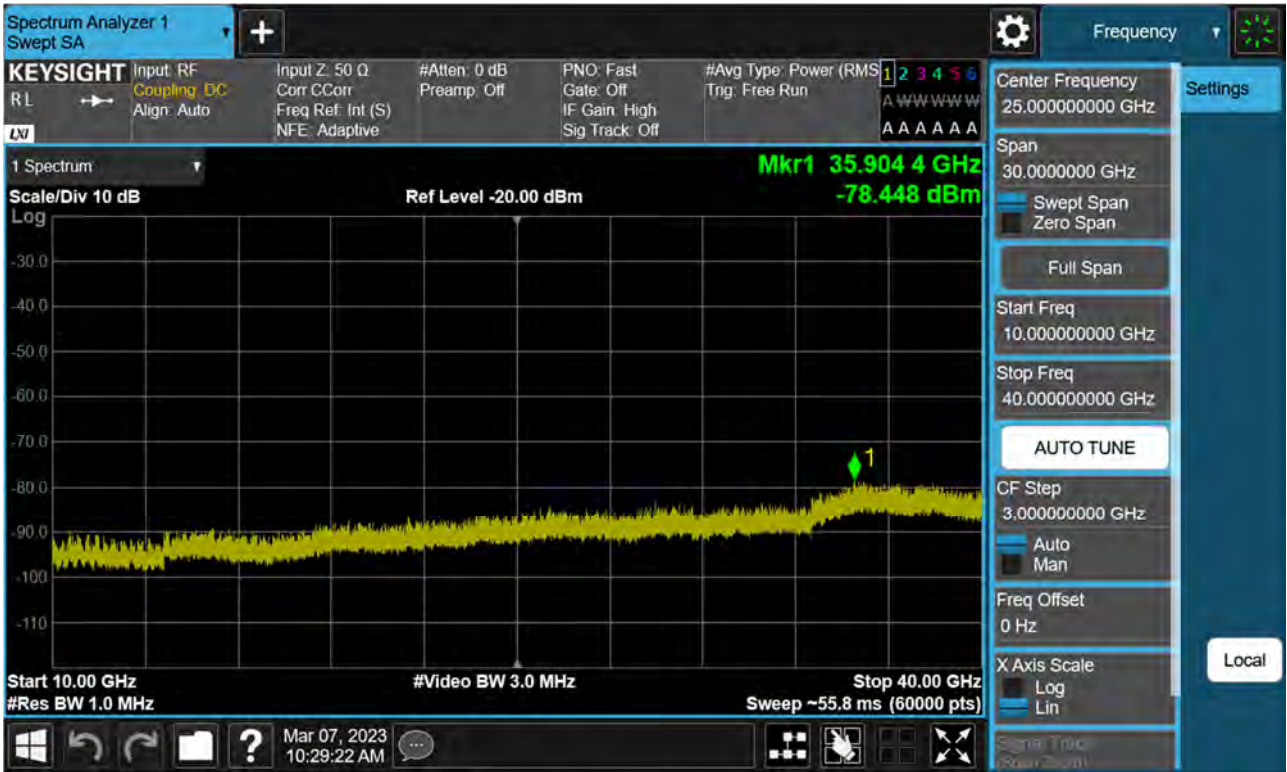 Spectrum Analyzer 1
Swept SA
Frequency
KEYSIGHT
RL
LXI
Input: RF
Coupling: DC
Align: Auto
Input Z: 50 Ω
Corr CCorr
Freq Ref: Int (S)
NFE: Adaptive
#Atten: 0 dB
Preamp: Off
PNO: Fast
Gate: Off
IF Gain: High
Sig Track: Off
#Avg Type: Power (RMS
Trig: Free Run
1 2 3 4 5 6
A W W W W W
A A A A A A
1 Spectrum
Scale/Div 10 dB
Log
Ref Level -20.00 dBm
Mkr1 35.904 4 GHz
-78.448 dBm
-30.0
-40.0
-50.0
-60.0
-70.0
-80.0
-90.0
-100
-110
1
Start 10.00 GHz
#Res BW 1.0 MHz
#Video BW 3.0 MHz
Stop 40.00 GHz
Sweep ~55.8 ms (60000 pts)
Center Frequency
25.000000000 GHz
Span
30.0000000 GHz
Swept Span
Zero Span
Full Span
Start Freq
10.000000000 GHz
Stop Freq
40.000000000 GHz
AUTO TUNE
CF Step
3.000000000 GHz
Auto
Man
Freq Offset
0 Hz
X Axis Scale
Log
Lin
Signal Track
(Span Zoom)
Settings
Local
?
Mar 07, 2023
10:29:22 AM